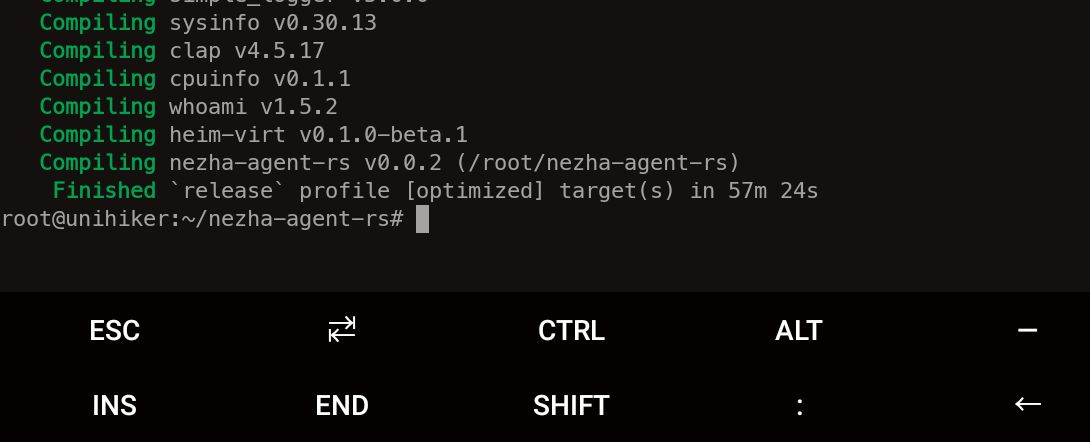 Compiling sysinfo v0.30.13
Compiling clap v4.5.17
Compiling cpuinfo v0.1.1
Compiling whoami v1.5.2
Compiling heim-virt v0.1.0-beta.1
Compiling nezha-agent-rs v0.0.2 (/root/nezha-agent-rs)
Finished `release` profile [optimized] target(s) in 57m 24s
root@unihiker:~/nezha-agent-rs#
ESC ⇄ CTRL ALT –
INS END SHIFT : ←